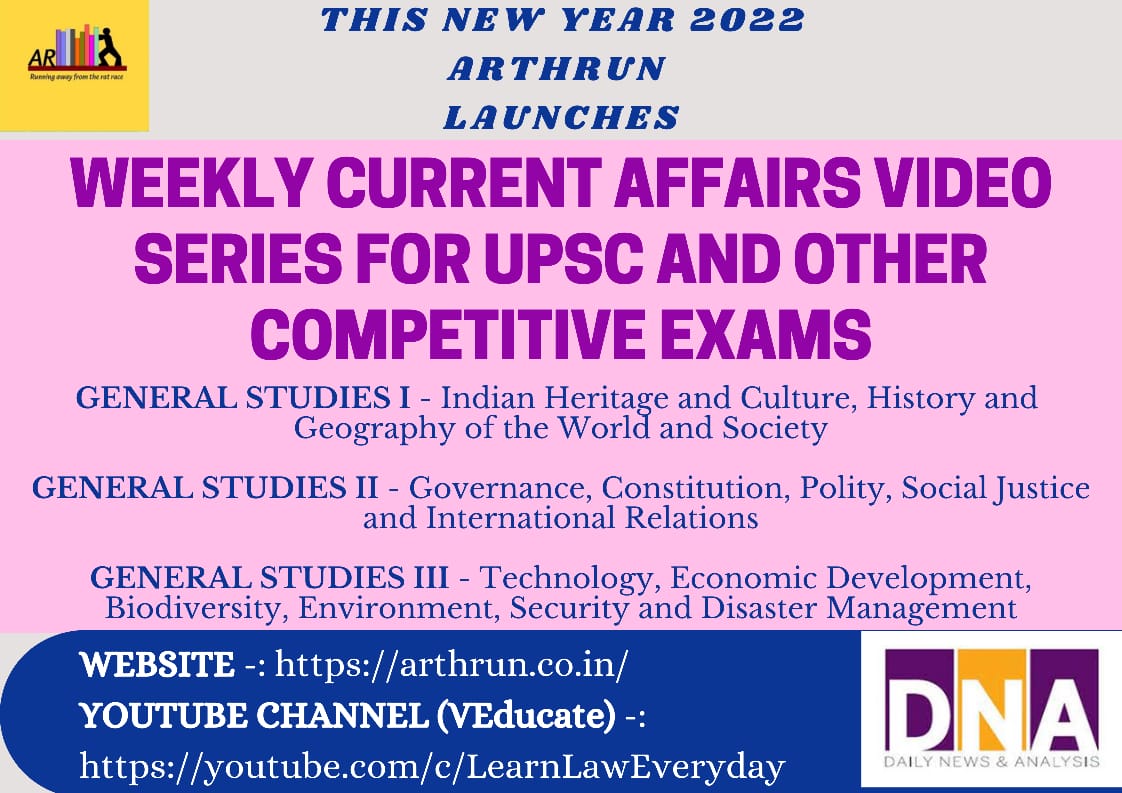 AR
Running away from the rat race
THIS NEW YEAR 2022
ARTHRUN
LAUNCHES
WEEKLY CURRENT AFFAIRS VIDEO
SERIES FOR UPSC AND OTHER
COMPETITIVE EXAMS
GENERAL STUDIES I - Indian Heritage and Culture, History and
Geography of the World and Society
GENERAL STUDIES II - Governance, Constitution, Polity, Social Justice
and International Relations
GENERAL STUDIES III - Technology, Economic Development,
Biodiversity, Environment, Security and Disaster Management
WEBSITE -: https://arthrun.co.in/
YOUTUBE CHANNEL (VEducate) -:
https://youtube.com/c/LearnLawEveryday
DNA
DAILY NEWS & ANALYSIS